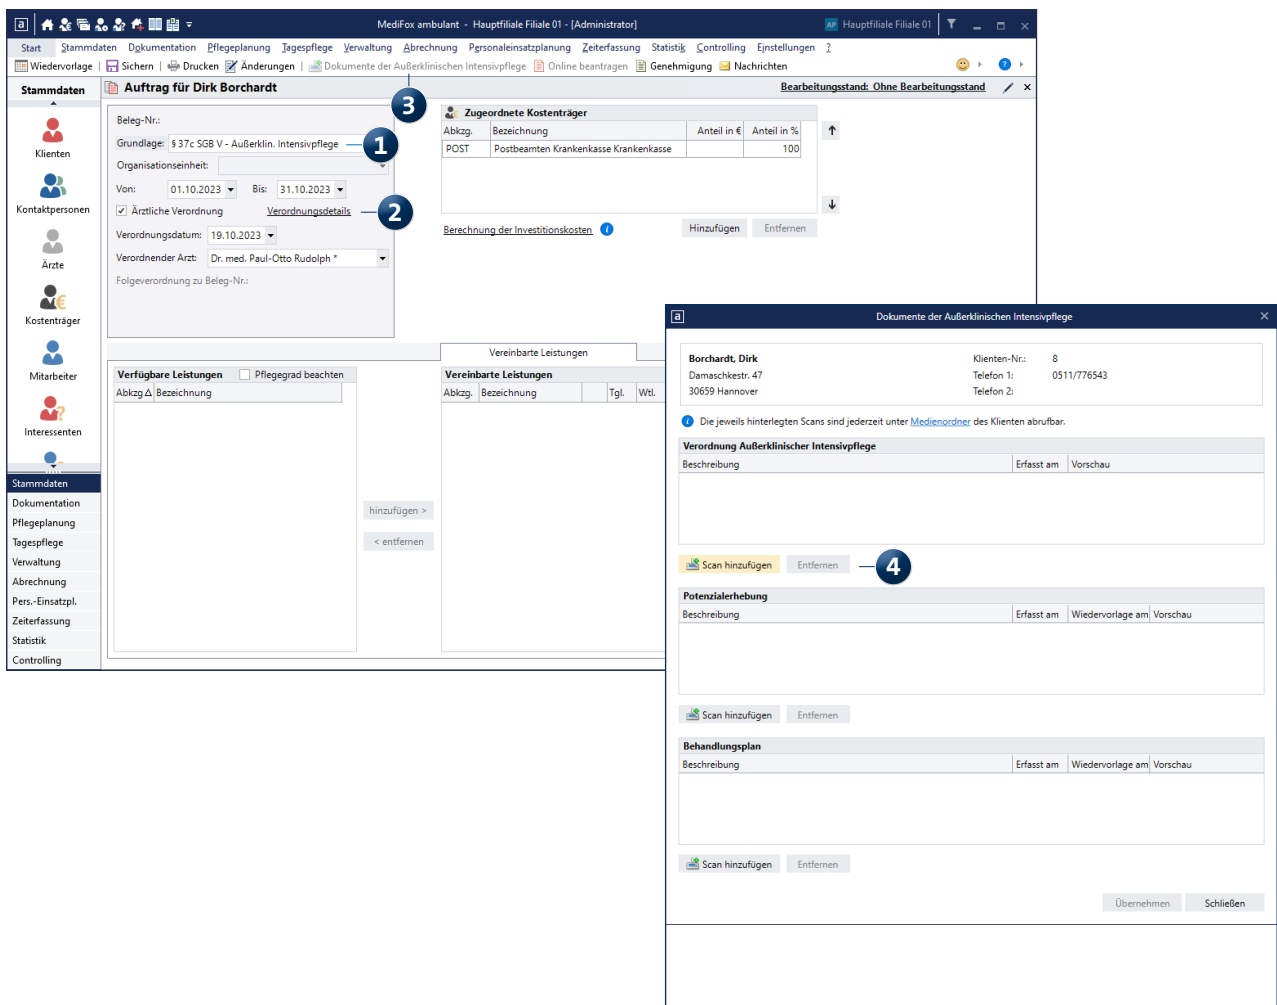 a MediFox ambulant - Hauptfiliale Filiale 01 - [Administrator] AP Hauptfiliale Filiale 01
Start Stammdaten Dokumentation Pflegeplanung Tagespflege Verwaltung Abrechnung Personaleinsatzplanung Zeiterfassung Statistik Controlling Einstellungen ?
Wiedervorlage Sichern Drucken Änderungen Dokumente der Außerklinischen Intensivpflege Online beantragen Genehmigung Nachrichten ?
Stammdaten
Klienten
Kontaktpersonen
Ärzte
Kostenträger
Mitarbeiter
Interessenten
Stammdaten
Dokumentation
Pflegeplanung
Tagespflege
Verwaltung
Abrechnung
Pers.-Einsatzpl.
Zeiterfassung
Statistik
Controlling
Auftrag für Dirk Borchardt Bearbeitungsstand: Ohne Bearbeitungsstand
3
Beleg-Nr.:
Grundlage: § 37c SGB V - Außerklin. Intensivpflege 1
Organisationseinheit:
Von: 01.10.2023 Bis: 31.10.2023
Ärztliche Verordnung Verordnungsdetails 2
Verordnungsdatum: 19.10.2023
Verordnender Arzt: Dr. med. Paul-Otto Rudolph *
Folgeverordnung zu Beleg-Nr.:
Zugeordnete Kostenträger
Abkzg. Bezeichnung Anteil in € Anteil in %
POST Postbeamten Krankenkasse Krankenkasse 100
Berechnung der Investitionskosten i Hinzufügen Entfernen
Vereinbarte Leistungen
Verfügbare Leistungen Pflegegrad beachten
Abkzg Bezeichnung
hinzufügen >
< entfernen
Vereinbarte Leistungen
Abkzg. Bezeichnung Tgl. Wtl.
a Dokumente der Außerklinischen Intensivpflege
Borchardt, Dirk Klienten-Nr.: 8
Damaschkestr. 47 Telefon 1: 0511/776543
30659 Hannover Telefon 2:
i Die jeweils hinterlegten Scans sind jederzeit unter Medienordner des Klienten abrufbar.
Verordnung Außerklinischer Intensivpflege
Beschreibung Erfasst am Vorschau
Scan hinzufügen Entfernen 4
Potenzialerhebung
Beschreibung Erfasst am Wiedervorlage am Vorschau
Scan hinzufügen Entfernen
Behandlungsplan
Beschreibung Erfasst am Wiedervorlage am Vorschau
Scan hinzufügen Entfernen
Übernehmen Schließen